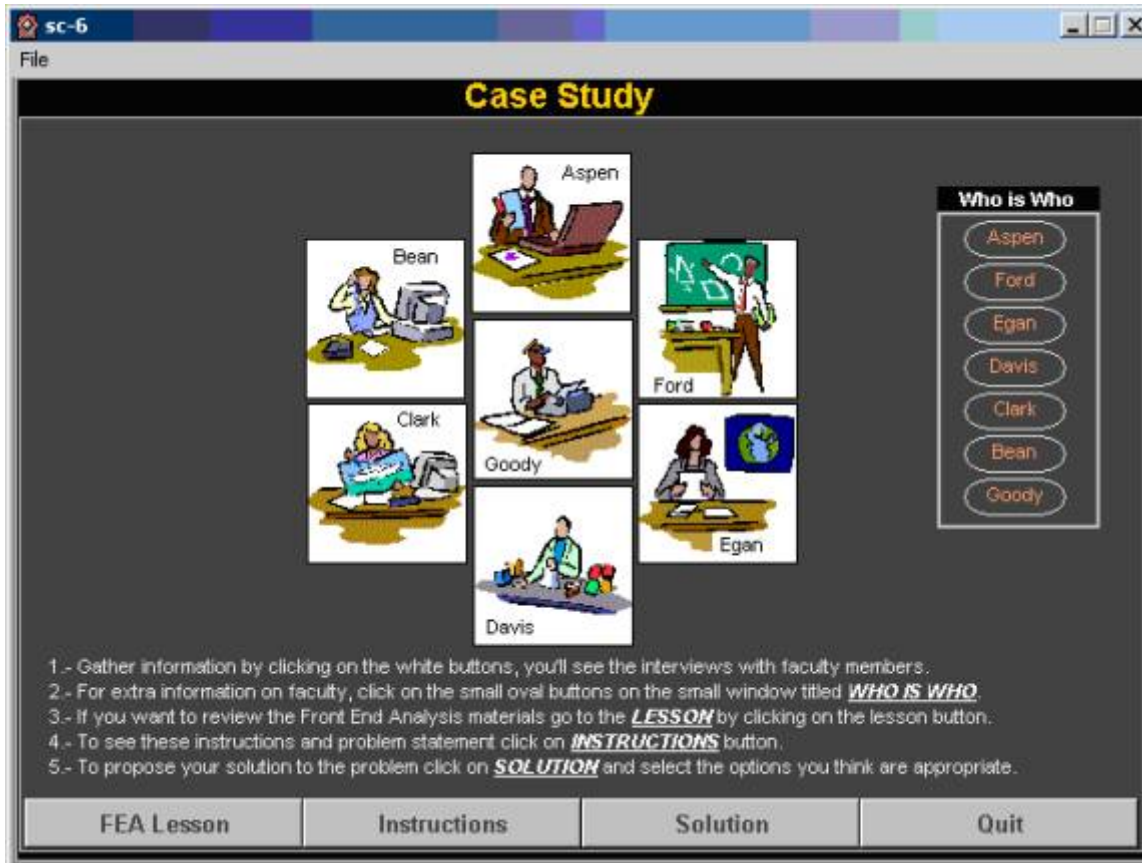 sc-6
File
Case Study
Aspen
Bean
Ford
Clark
Goody
Egan
Davis
Who is Who
Aspen
Ford
Egan
Davis
Clark
Bean
Goody
1.- Gather information by clicking on the white buttons, you'll see the interviews with faculty members.
2.- For extra information on faculty, click on the small oval buttons on the small window titled WHO IS WHO.
3.- If you want to review the Front End Analysis materials go to the LESSON by clicking on the lesson button.
4.- To see these instructions and problem statement click on INSTRUCTIONS button.
5.- To propose your solution to the problem click on SOLUTION and select the options you think are appropriate.
FEA Lesson Instructions Solution Quit